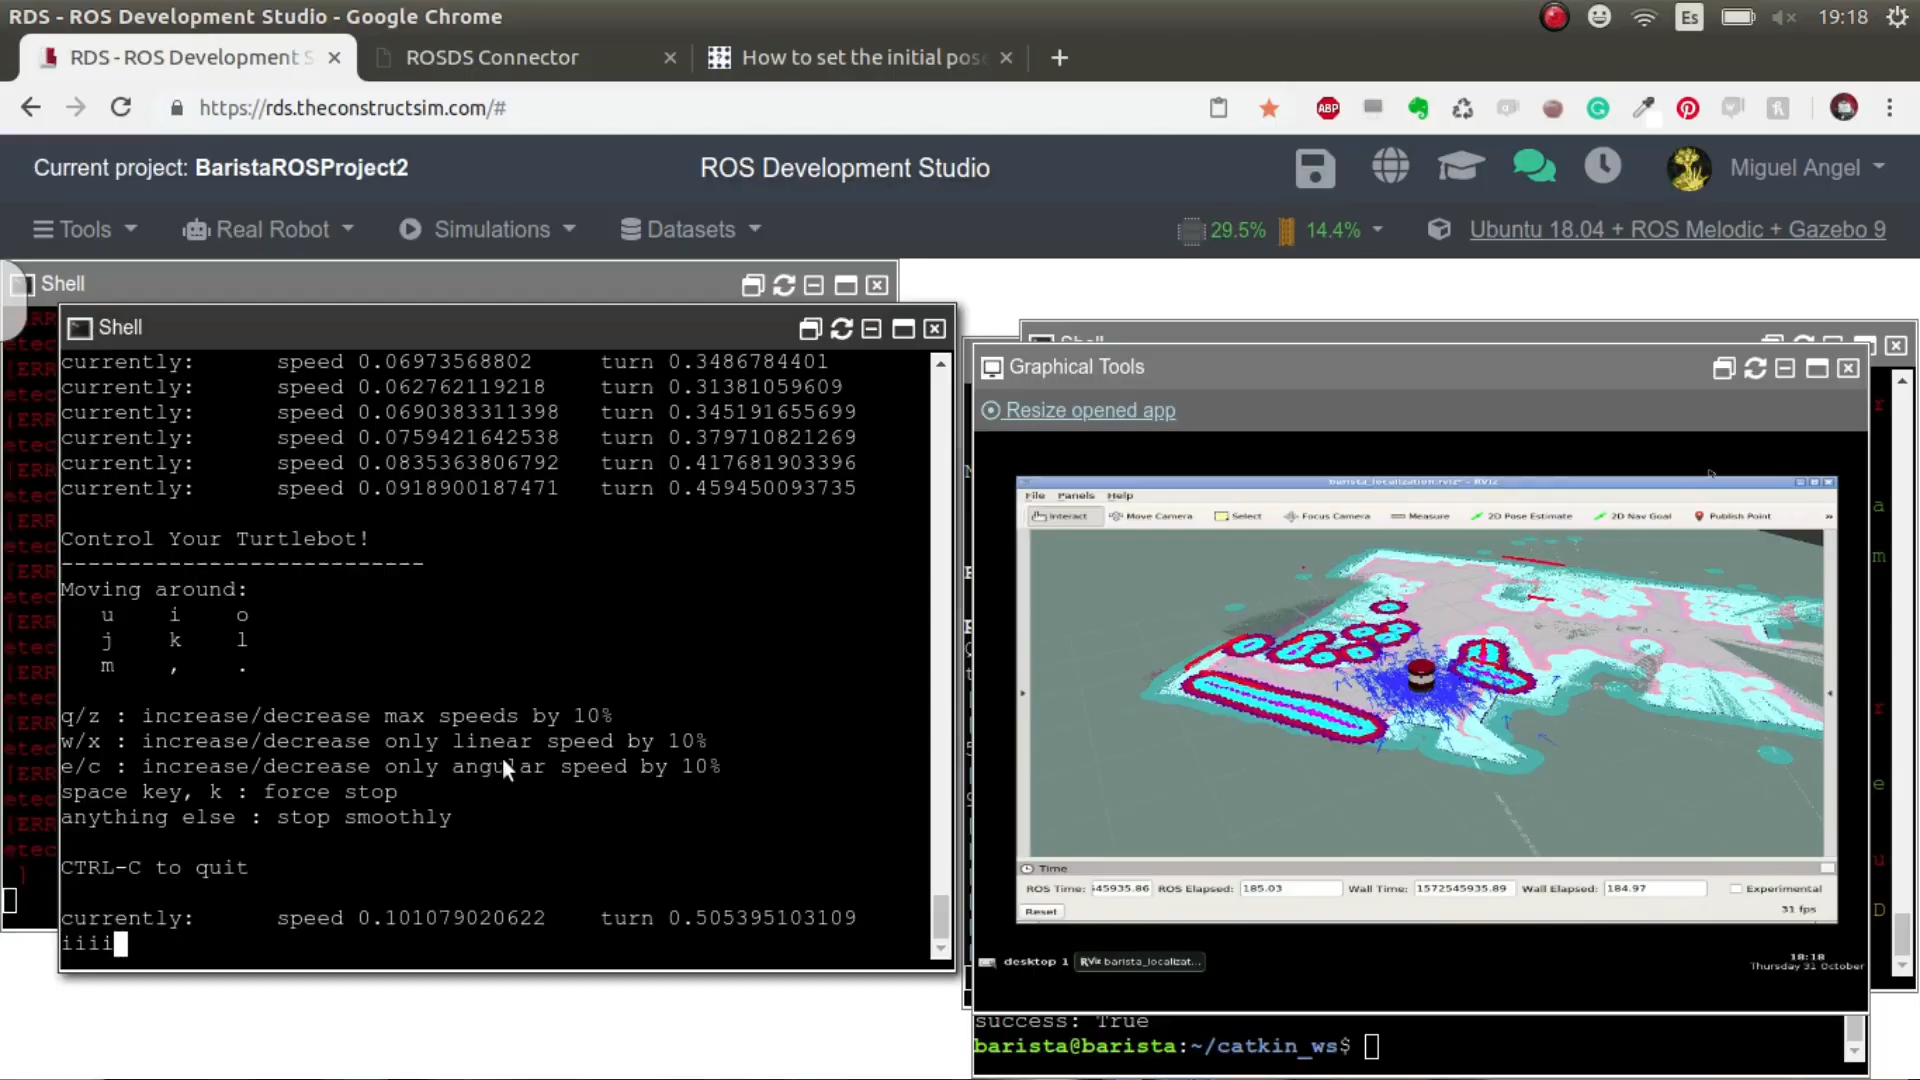 RDS - ROS Development Studio - Google Chrome
Es
19:18
RDS - ROS Development S
ROSDS Connector
How to set the initial pos
https://rds.theconstructsim.com/#
ABP
Current project: BaristaROSProject2
ROS Development Studio
Miguel Angel
Tools
Real Robot
Simulations
Datasets
29.5%
14.4%
Ubuntu 18.04 + ROS Melodic + Gazebo 9
Shell
Shell
currently: speed 0.06973568802 turn 0.3486784401
currently: speed 0.062762119218 turn 0.31381059609
currently: speed 0.0690383311398 turn 0.345191655699
currently: speed 0.0759421642538 turn 0.379710821269
currently: speed 0.0835363806792 turn 0.417681903396
currently: speed 0.0918900187471 turn 0.459450093735
Control Your Turtlebot!
---------------------------
Moving around:
u i o
j k l
m , .
q/z : increase/decrease max speeds by 10%
w/x : increase/decrease only linear speed by 10%
e/c : increase/decrease only angular speed by 10%
space key, k : force stop
anything else : stop smoothly
CTRL-C to quit
currently: speed 0.101079020622 turn 0.505395103109
iiii
Shell
Graphical Tools
Resize opened app
barista_localization.rviz* - RViz
File Panels Help
Interact Move Camera Select Focus Camera Measure 2D Pose Estimate 2D Nav Goal Publish Point
Time
ROS Time: 45935.86 ROS Elapsed: 185.03 Wall Time: 1572545935.89 Wall Elapsed: 184.97 Experimental
Reset
31 fps
desktop 1
barista_localizat...
18:18
Thursday 31 October
success: True
barista@barista:~/catkin_ws$